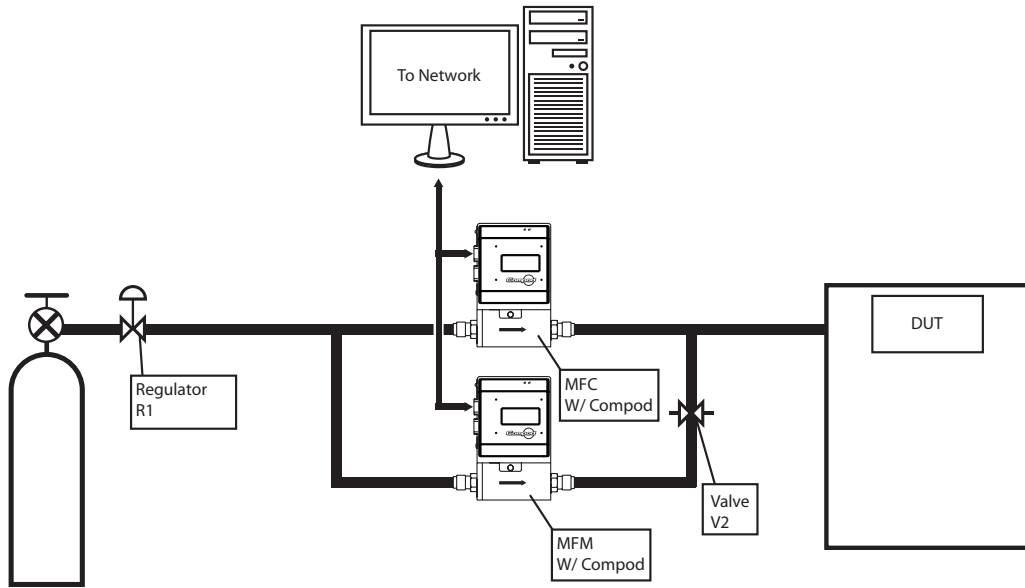 To Network
DUT
Regulator
R1
MFC
W/ Compod
Valve
V2
MFM
W/ Compod